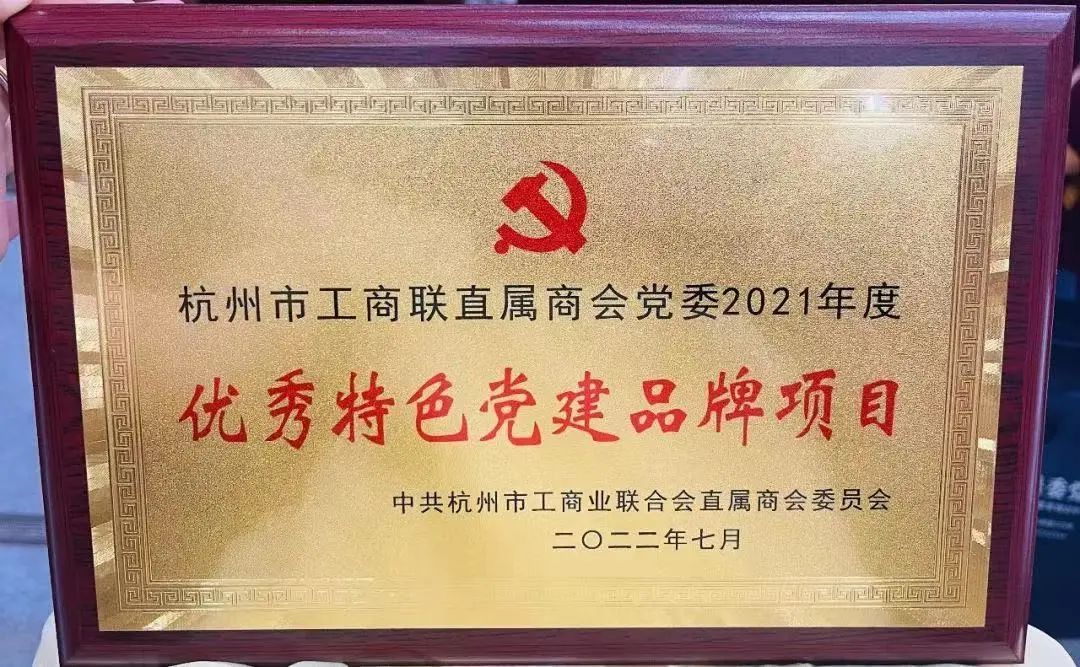 杭州市工商联直属商会党委2021年度
优秀特色党建品牌项目
中共杭州市工商业联合会直属商会委员会
二〇二二年七月